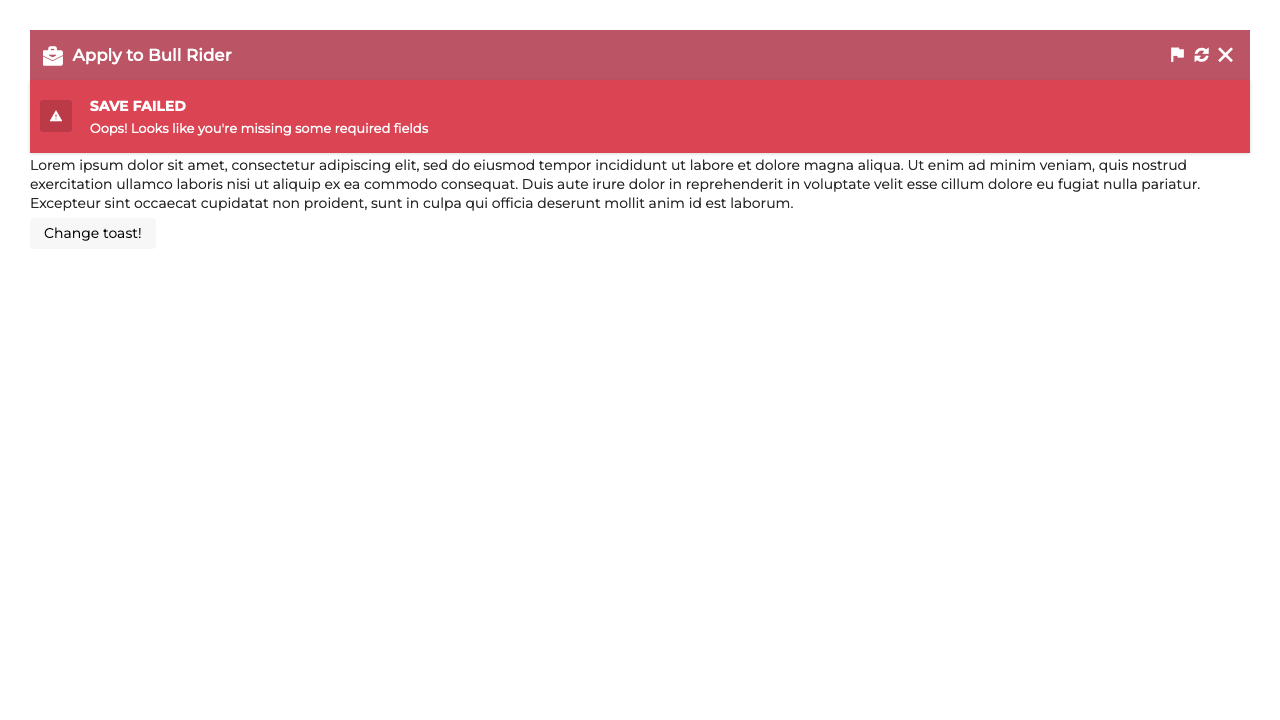 Apply to Bull Rider
SAVE FAILED
Oops! Looks like you're missing some required fields
Lorem ipsum dolor sit amet, consectetur adipiscing elit, sed do eiusmod tempor incididunt ut labore et dolore magna aliqua. Ut enim ad minim veniam, quis nostrud
exercitation ullamco laboris nisi ut aliquip ex ea commodo consequat. Duis aute irure dolor in reprehenderit in voluptate velit esse cillum dolore eu fugiat nulla pariatur.
Excepteur sint occaecat cupidatat non proident, sunt in culpa qui officia deserunt mollit anim id est laborum.
Change toast!